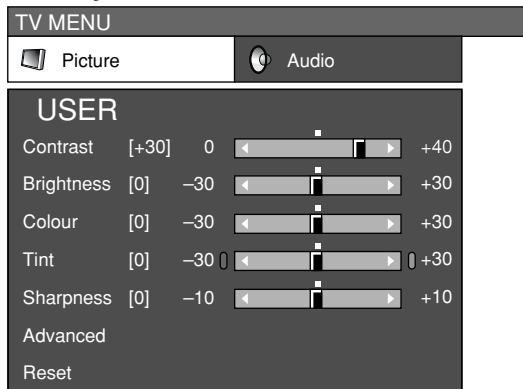 TV MENU
Picture
Audio
USER
Contrast [+30] 0 +40
Brightness [0] –30 +30
Colour [0] –30 +30
Tint [0] –30 +30
Sharpness [0] –10 +10
Advanced
Reset